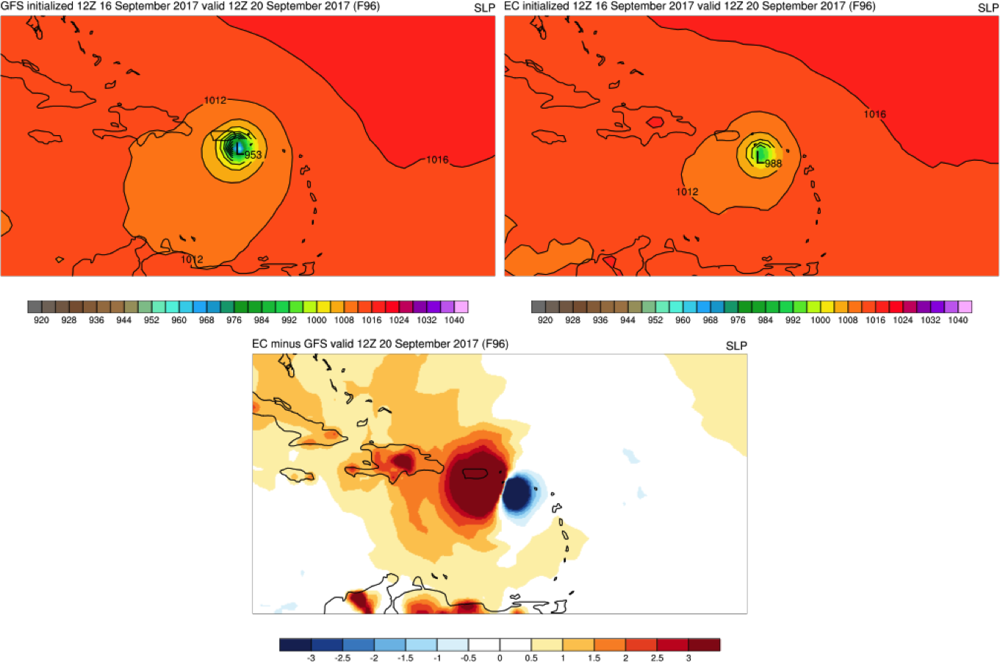 GFS initialized 12Z 16 September 2017 valid 12Z 20 September 2017 (F96) SLP
1012
L 953
1016
1012
920 928 936 944 952 960 968 976 984 992 1000 1008 1016 1024 1032 1040
EC initialized 12Z 16 September 2017 valid 12Z 20 September 2017 (F96) SLP
1016
L 988
1012
920 928 936 944 952 960 968 976 984 992 1000 1008 1016 1024 1032 1040
EC minus GFS valid 12Z 20 September 2017 (F96) SLP
-3 -2.5 -2 -1.5 -1 -0.5 0 0.5 1 1.5 2 2.5 3